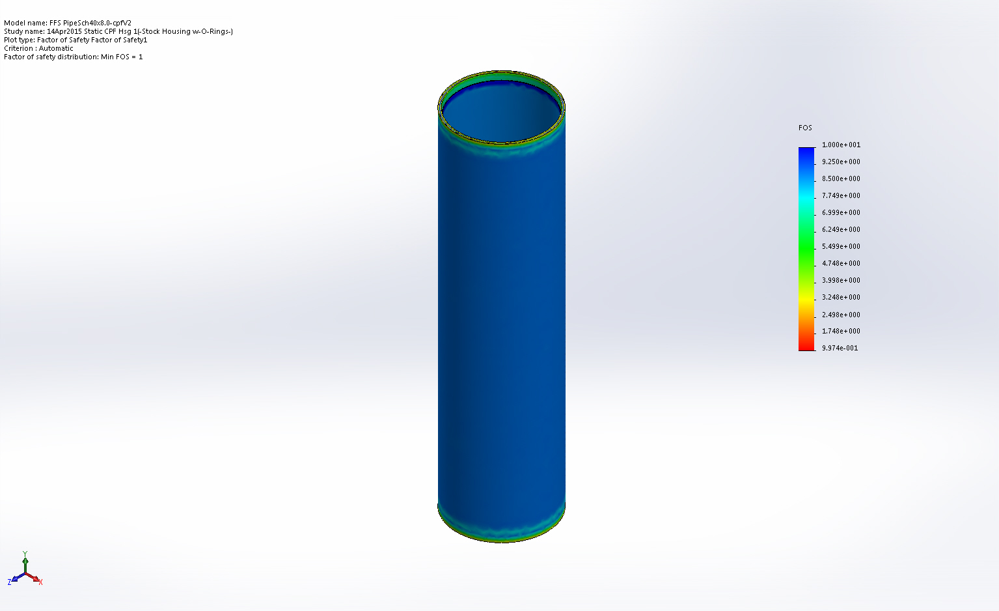 Model name: FFS PipeSch40x8.0-cpfV2
Study name: 14Apr2015 Static CPF Hsg 1(-Stock Housing w-O-Rings-)
Plot type: Factor of Safety Factor of Safety1
Criterion : Automatic
Factor of safety distribution: Min FOS = 1
FOS
1.000e+001
9.250e+000
8.500e+000
7.749e+000
6.999e+000
6.249e+000
5.499e+000
4.748e+000
3.998e+000
3.248e+000
2.498e+000
1.748e+000
9.974e-001
Y
Z
X